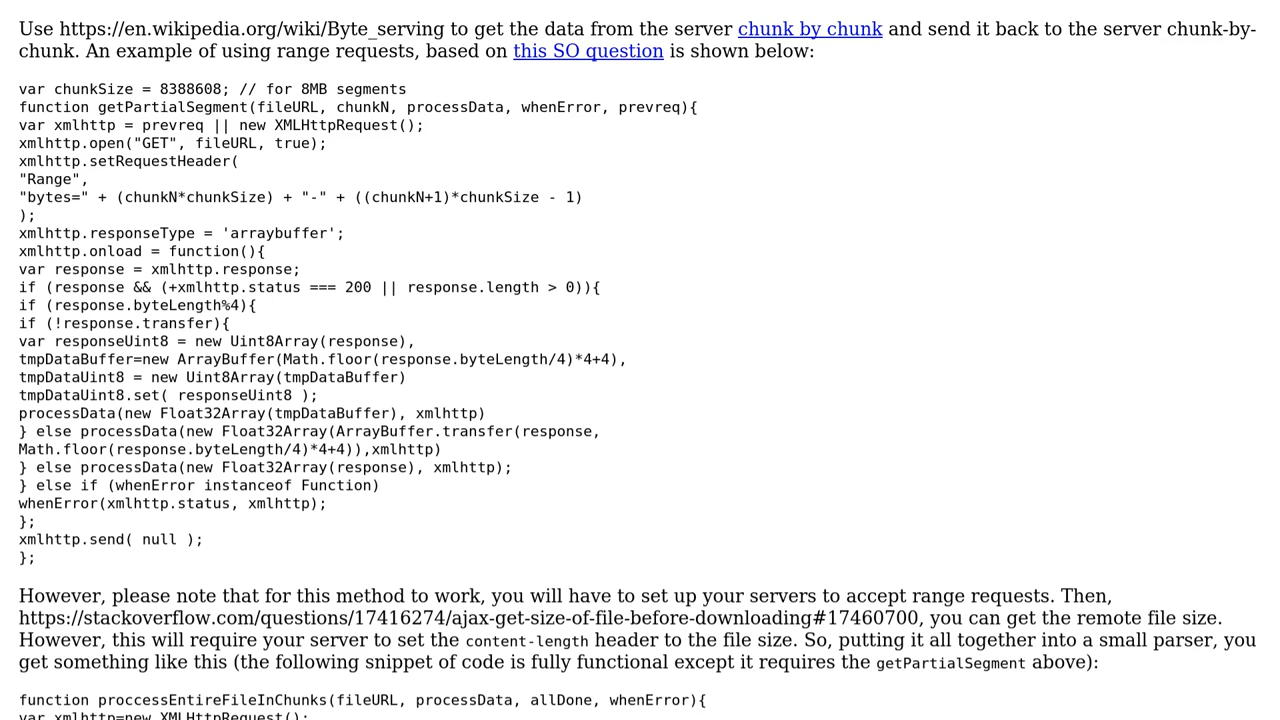 Use https://en.wikipedia.org/wiki/Byte_serving to get the data from the server chunk by chunk and send it back to the server chunk-by-
chunk. An example of using range requests, based on this SO question is shown below:
var chunkSize = 8388608; // for 8MB segments
function getPartialSegment(fileURL, chunkN, processData, whenError, prevreq){
var xmlhttp = prevreq || new XMLHttpRequest();
xmlhttp.open("GET", fileURL, true);
xmlhttp.setRequestHeader(
"Range",
"bytes=" + (chunkN*chunkSize) + "-" + ((chunkN+1)*chunkSize - 1)
);
xmlhttp.responseType = 'arraybuffer';
xmlhttp.onload = function(){
var response = xmlhttp.response;
if (response && (+xmlhttp.status === 200 || response.length > 0)){
if (response.byteLength%4){
if (!response.transfer){
var responseUint8 = new Uint8Array(response),
tmpDataBuffer=new ArrayBuffer(Math.floor(response.byteLength/4)*4+4),
tmpDataUint8 = new Uint8Array(tmpDataBuffer)
tmpDataUint8.set( responseUint8 );
processData(new Float32Array(tmpDataBuffer), xmlhttp)
} else processData(new Float32Array(ArrayBuffer.transfer(response,
Math.floor(response.byteLength/4)*4+4)),xmlhttp)
} else processData(new Float32Array(response), xmlhttp);
} else if (whenError instanceof Function)
whenError(xmlhttp.status, xmlhttp);
};
xmlhttp.send( null );
};
However, please note that for this method to work, you will have to set up your servers to accept range requests. Then,
https://stackoverflow.com/questions/17416274/ajax-get-size-of-file-before-downloading#17460700, you can get the remote file size.
However, this will require your server to set the content-length header to the file size. So, putting it all together into a small parser, you
get something like this (the following snippet of code is fully functional except it requires the getPartialSegment above):
function proccessEntireFileInChunks(fileURL, processData, allDone, whenError){
var xmlhttp=new XMLHttpRequest();